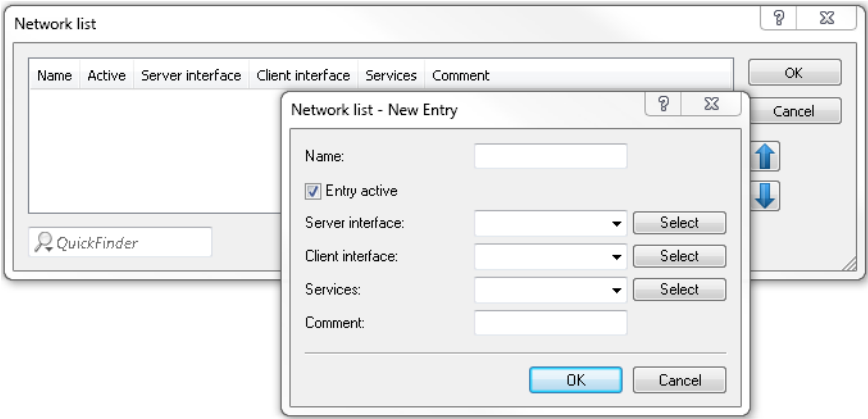 Network list
Name Active Server interface Client interface Services Comment
OK
Cancel
QuickFinder
Network list - New Entry
Name:
Entry active
Server interface: Select
Client interface: Select
Services: Select
Comment:
OK Cancel